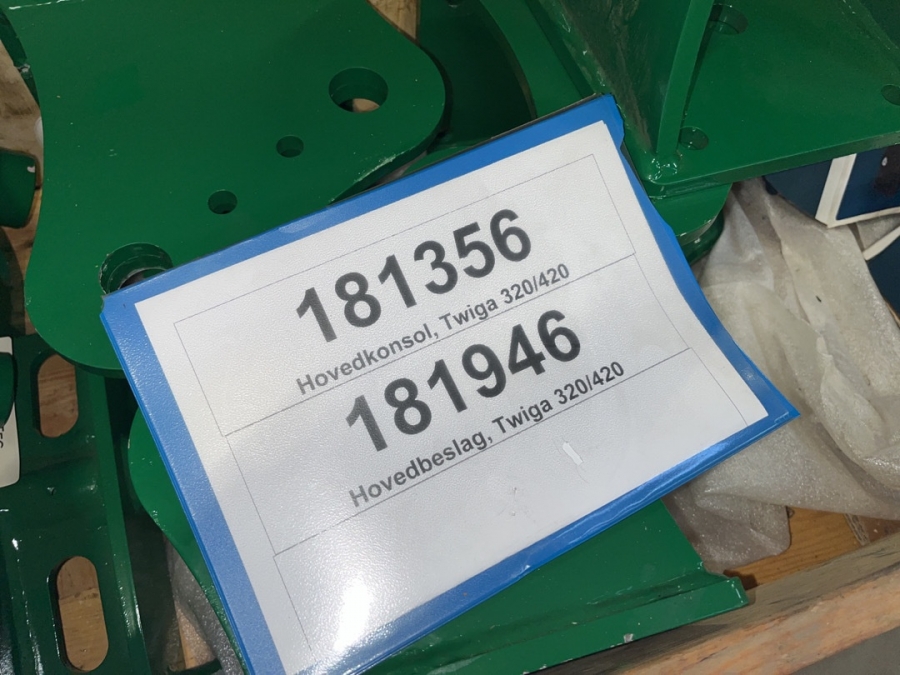 181356
Hovedkonsol, Twiga 320/420
181946
Hovedbeslag, Twiga 320/420